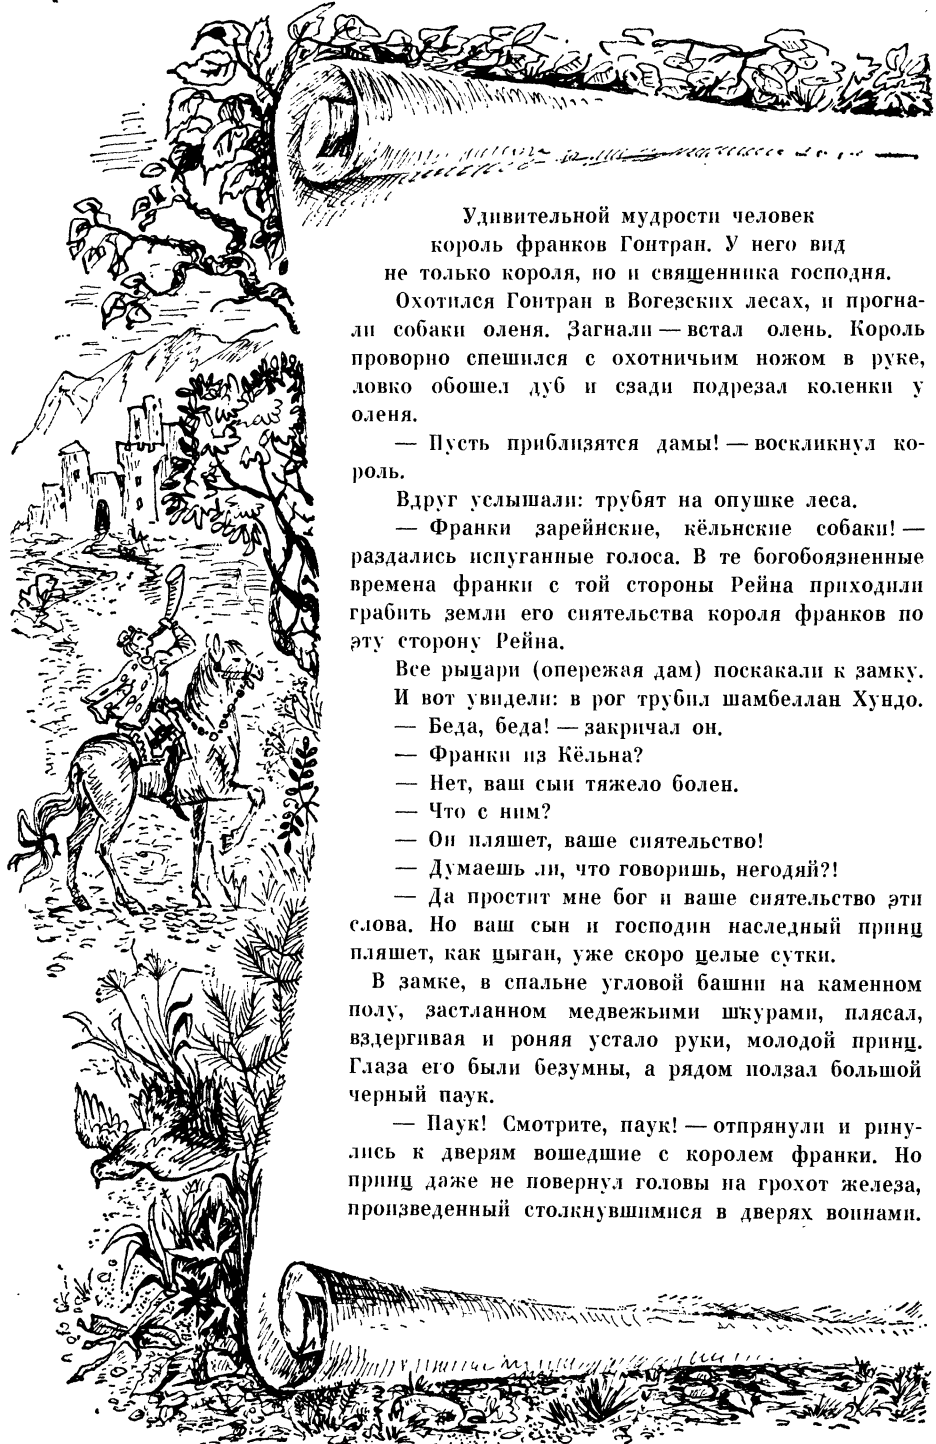 Удивительной мудрости человек
король франков Гонтран. У него вид
не только короля, но и священника господня.
Охотился Гонтран в Вогезских лесах, и прогна-
ли собаки оленя. Загнали — встал олень. Король
проворно спешился с охотничьим ножом в руке,
ловко обошел дуб и сзади подрезал коленки у
оленя.
— Пусть приблизятся дамы! — воскликнул ко-
роль.
Вдруг услышали: трубят на опушке леса.
— Франки зарейнские, кёльнские собаки! —
раздались испуганные голоса. В те богобоязненные
времена франки с той стороны Рейна приходили
грабить земли его сиятельства короля франков по
эту сторону Рейна.
Все рыцари (опережая дам) поскакали к замку.
И вот увидели: в рог трубил шамбеллан Хундо.
— Беда, беда! — закричал он.
— Франки из Кёльна?
— Нет, ваш сын тяжело болен.
— Что с ним?
— Он пляшет, ваше сиятельство!
— Думаешь ли, что говоришь, негодяй?!
— Да простит мне бог и ваше сиятельство эти
слова. Но ваш сын и господин наследный принц
пляшет, как цыган, уже скоро целые сутки.
В замке, в спальне угловой башни на каменном
полу, застланном медвежьими шкурами, плясал,
вздергивая и роняя устало руки, молодой принц.
Глаза его были безумны, а рядом ползал большой
черный паук.
— Паук! Смотрите, паук! — отпрянули и рину-
лись к дверям вошедшие с королем франки. Но
принц даже не повернул головы на грохот железа,
произведенный столкнувшимися в дверях воинами.